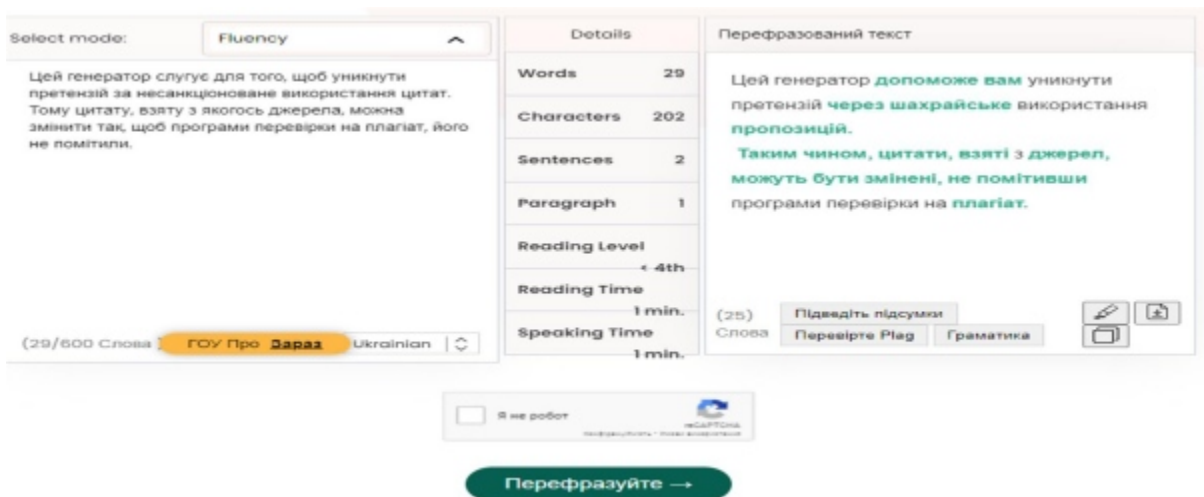 Select mode:
Fluency
Цей генератор слугує для того, щоб уникнути
претензій за несанкціоноване використання цитат.
Тому цитату, взяту з якогось джерела, можна
змінити так, щоб програми перевірки на плагіат, його
не помітили.
(29/600 Слова )
ГОУ Про Зараз
Ukrainian
Details
Words 29
Characters 202
Sentences 2
Paragraph 1
Reading Level
< 4th
Reading Time
1 min.
Speaking Time
1 min.
Перефразований текст
Цей генератор допоможе вам уникнути
претензій через шахрайське використання
пропозицій.
Таким чином, цитати, взяті з джерел,
можуть бути змінені, не помітивши
програми перевірки на плагіат.
(25)
Слова
Підведіть підсумки
Перевірте Plag
Граматика
Я не робот
reCAPTCHA
Перефразуйте →